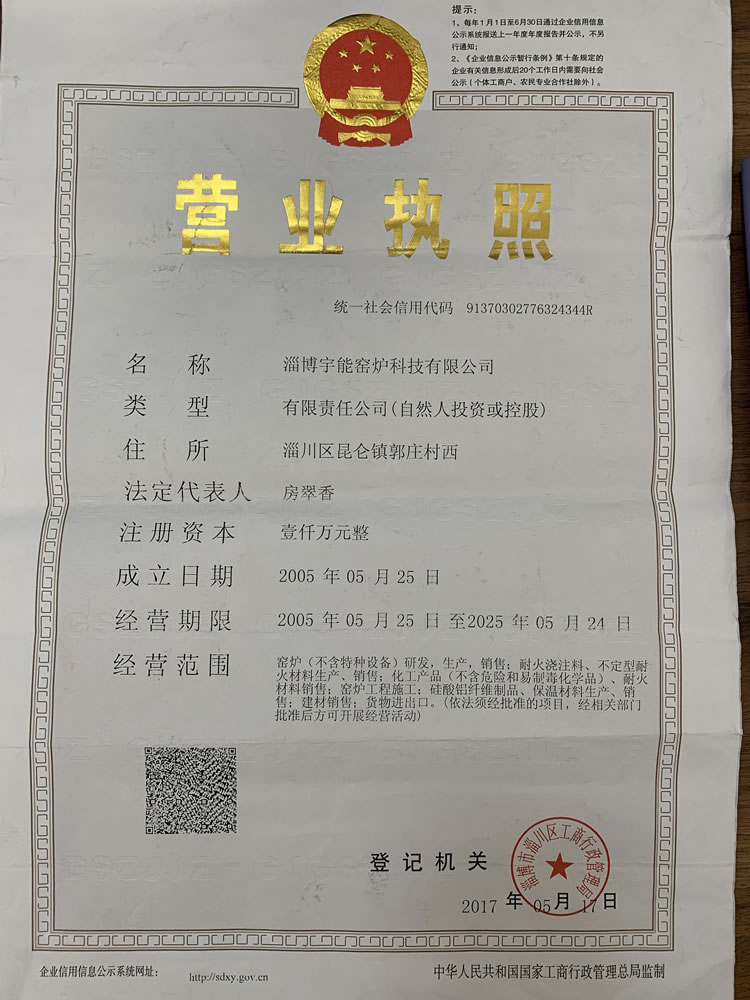 提示：
1、每年1月1日至6月30日通过企业信用信息
公示系统报送上一年度年度报告并公示，不另
行通知；
2、《企业信息公示暂行条例》第十条规定的
企业有关信息形成后20个工作日内需要向社会
公示（个体工商户、农民专业合作社除外）。
营业执照
统一社会信用代码 91370302776324344R
名称 淄博宇能窑炉科技有限公司
类型 有限责任公司(自然人投资或控股)
住所 淄川区昆仑镇郭庄村西
法定代表人 房翠香
注册资本 壹仟万元整
成立日期 2005 年 05 月 25 日
经营期限 2005 年 05 月 25 日 至2025 年 05 月 24 日
经营范围 窑炉（不含特种设备）研发，生产，销售；耐火浇注料、不定型耐
火材料生产、销售；化工产品（不含危险和易制毒化学品）、耐火
材料销售；窑炉工程施工；硅酸铝纤维制品、保温材料生产、销
售；建材销售；货物进出口。(依法须经批准的项目，经相关部门
批准后方可开展经营活动)
淄博市淄川区工商行政管理局
登记机关
2017 年 05 月 17 日
企业信用信息公示系统网址： http://sdxy.gov.cn
中华人民共和国国家工商行政管理总局监制